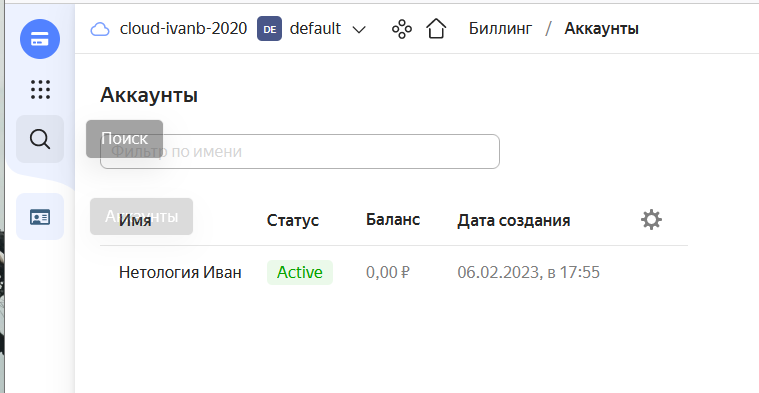 cloud-ivanb-2020 DE default Биллинг / Аккаунты
Аккаунты
Поиск
Фильтр по имени
Аккаунты
Имя Статус Баланс Дата создания
Нетология Иван Active 0,00 ₽ 06.02.2023, в 17:55